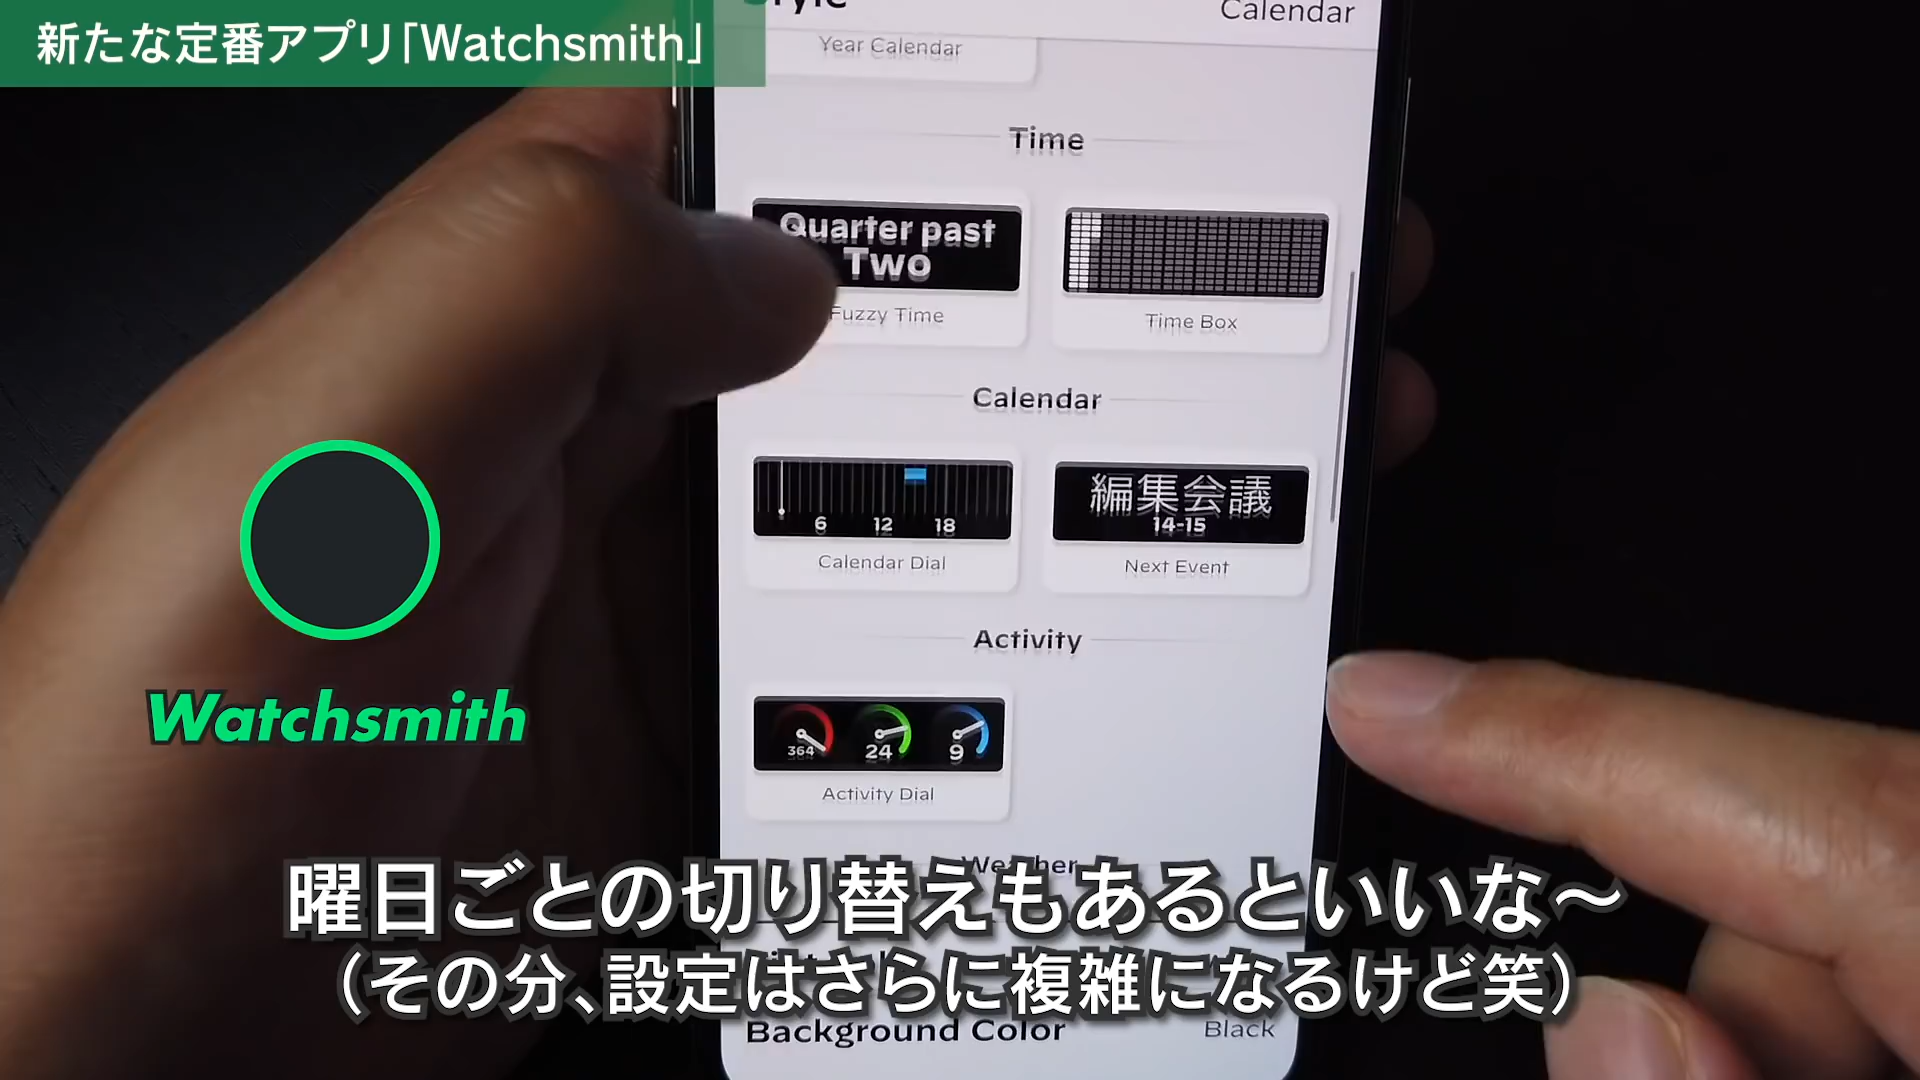 新たな定番アプリ「Watchsmith」
Style
Calendar
Year Calendar
Time
Quarter past
Two
Fuzzy Time
Time Box
Calendar
6 12 18
Calendar Dial
編集会議
14-15
Next Event
Activity
364 24 9
Activity Dial
Watchsmith
Weather
曜日ごとの切り替えもあるといいな〜
（その分、設定はさらに複雑になるけど笑）
Background Color
Black